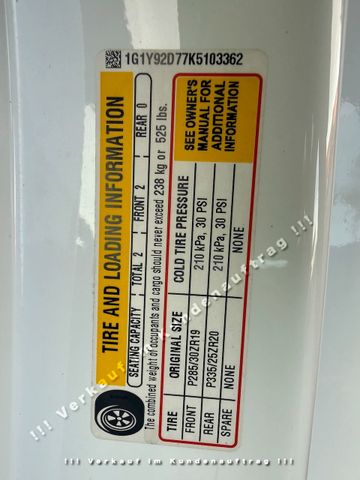 1G1Y92D77K5103362
TIRE AND LOADING INFORMATION
SEATING CAPACITY TOTAL 2 FRONT 2 REAR 0
The combined weight of occupants and cargo should never exceed 238 kg or 525 lbs.
TIRE ORIGINAL SIZE COLD TIRE PRESSURE
FRONT P285/30ZR19 210 kPa, 30 PSI
REAR P335/25ZR20 210 kPa, 30 PSI
SPARE NONE NONE
SEE OWNER'S
MANUAL FOR
ADDITIONAL
INFORMATION
!!! Verkauf im Kundenauftrag !!!
!!! Verkauf im Kundenauftrag !!!